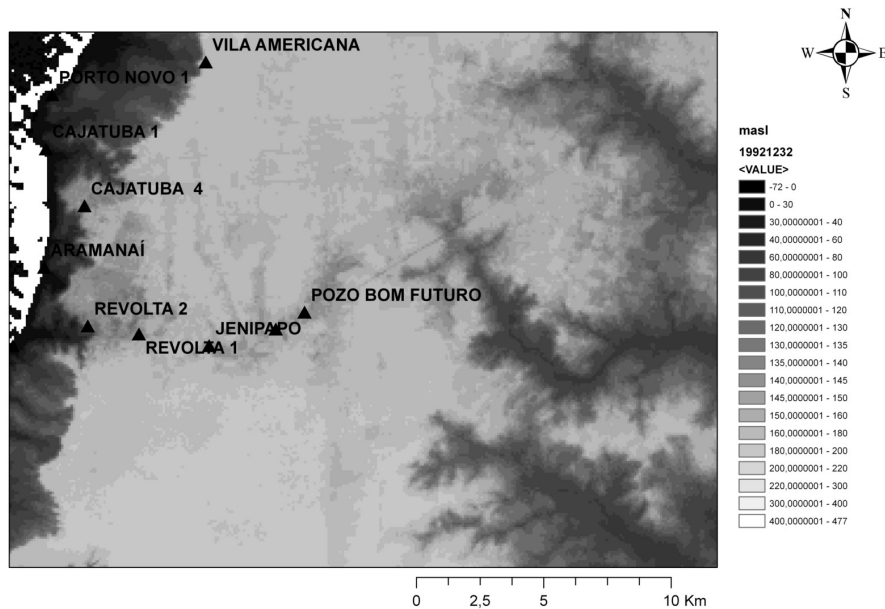 N
W E
S
VILA AMERICANA
PORTO NOVO 1
CAJATUBA 1
CAJATUBA 4
ARAMANAÍ
REVOLTA 2
POZO BOM FUTURO
JENIPAPO
REVOLTA 1
masl
19921232
<VALUE>
-72 - 0
0 - 30
30,00000001 - 40
40,00000001 - 60
60,00000001 - 80
80,00000001 - 100
100,0000001 - 110
110,0000001 - 120
120,0000001 - 130
130,0000001 - 135
135,0000001 - 140
140,0000001 - 145
145,0000001 - 150
150,0000001 - 160
160,0000001 - 180
180,0000001 - 200
200,0000001 - 220
220,0000001 - 300
300,0000001 - 400
400,0000001 - 477
0 2,5 5 10 Km